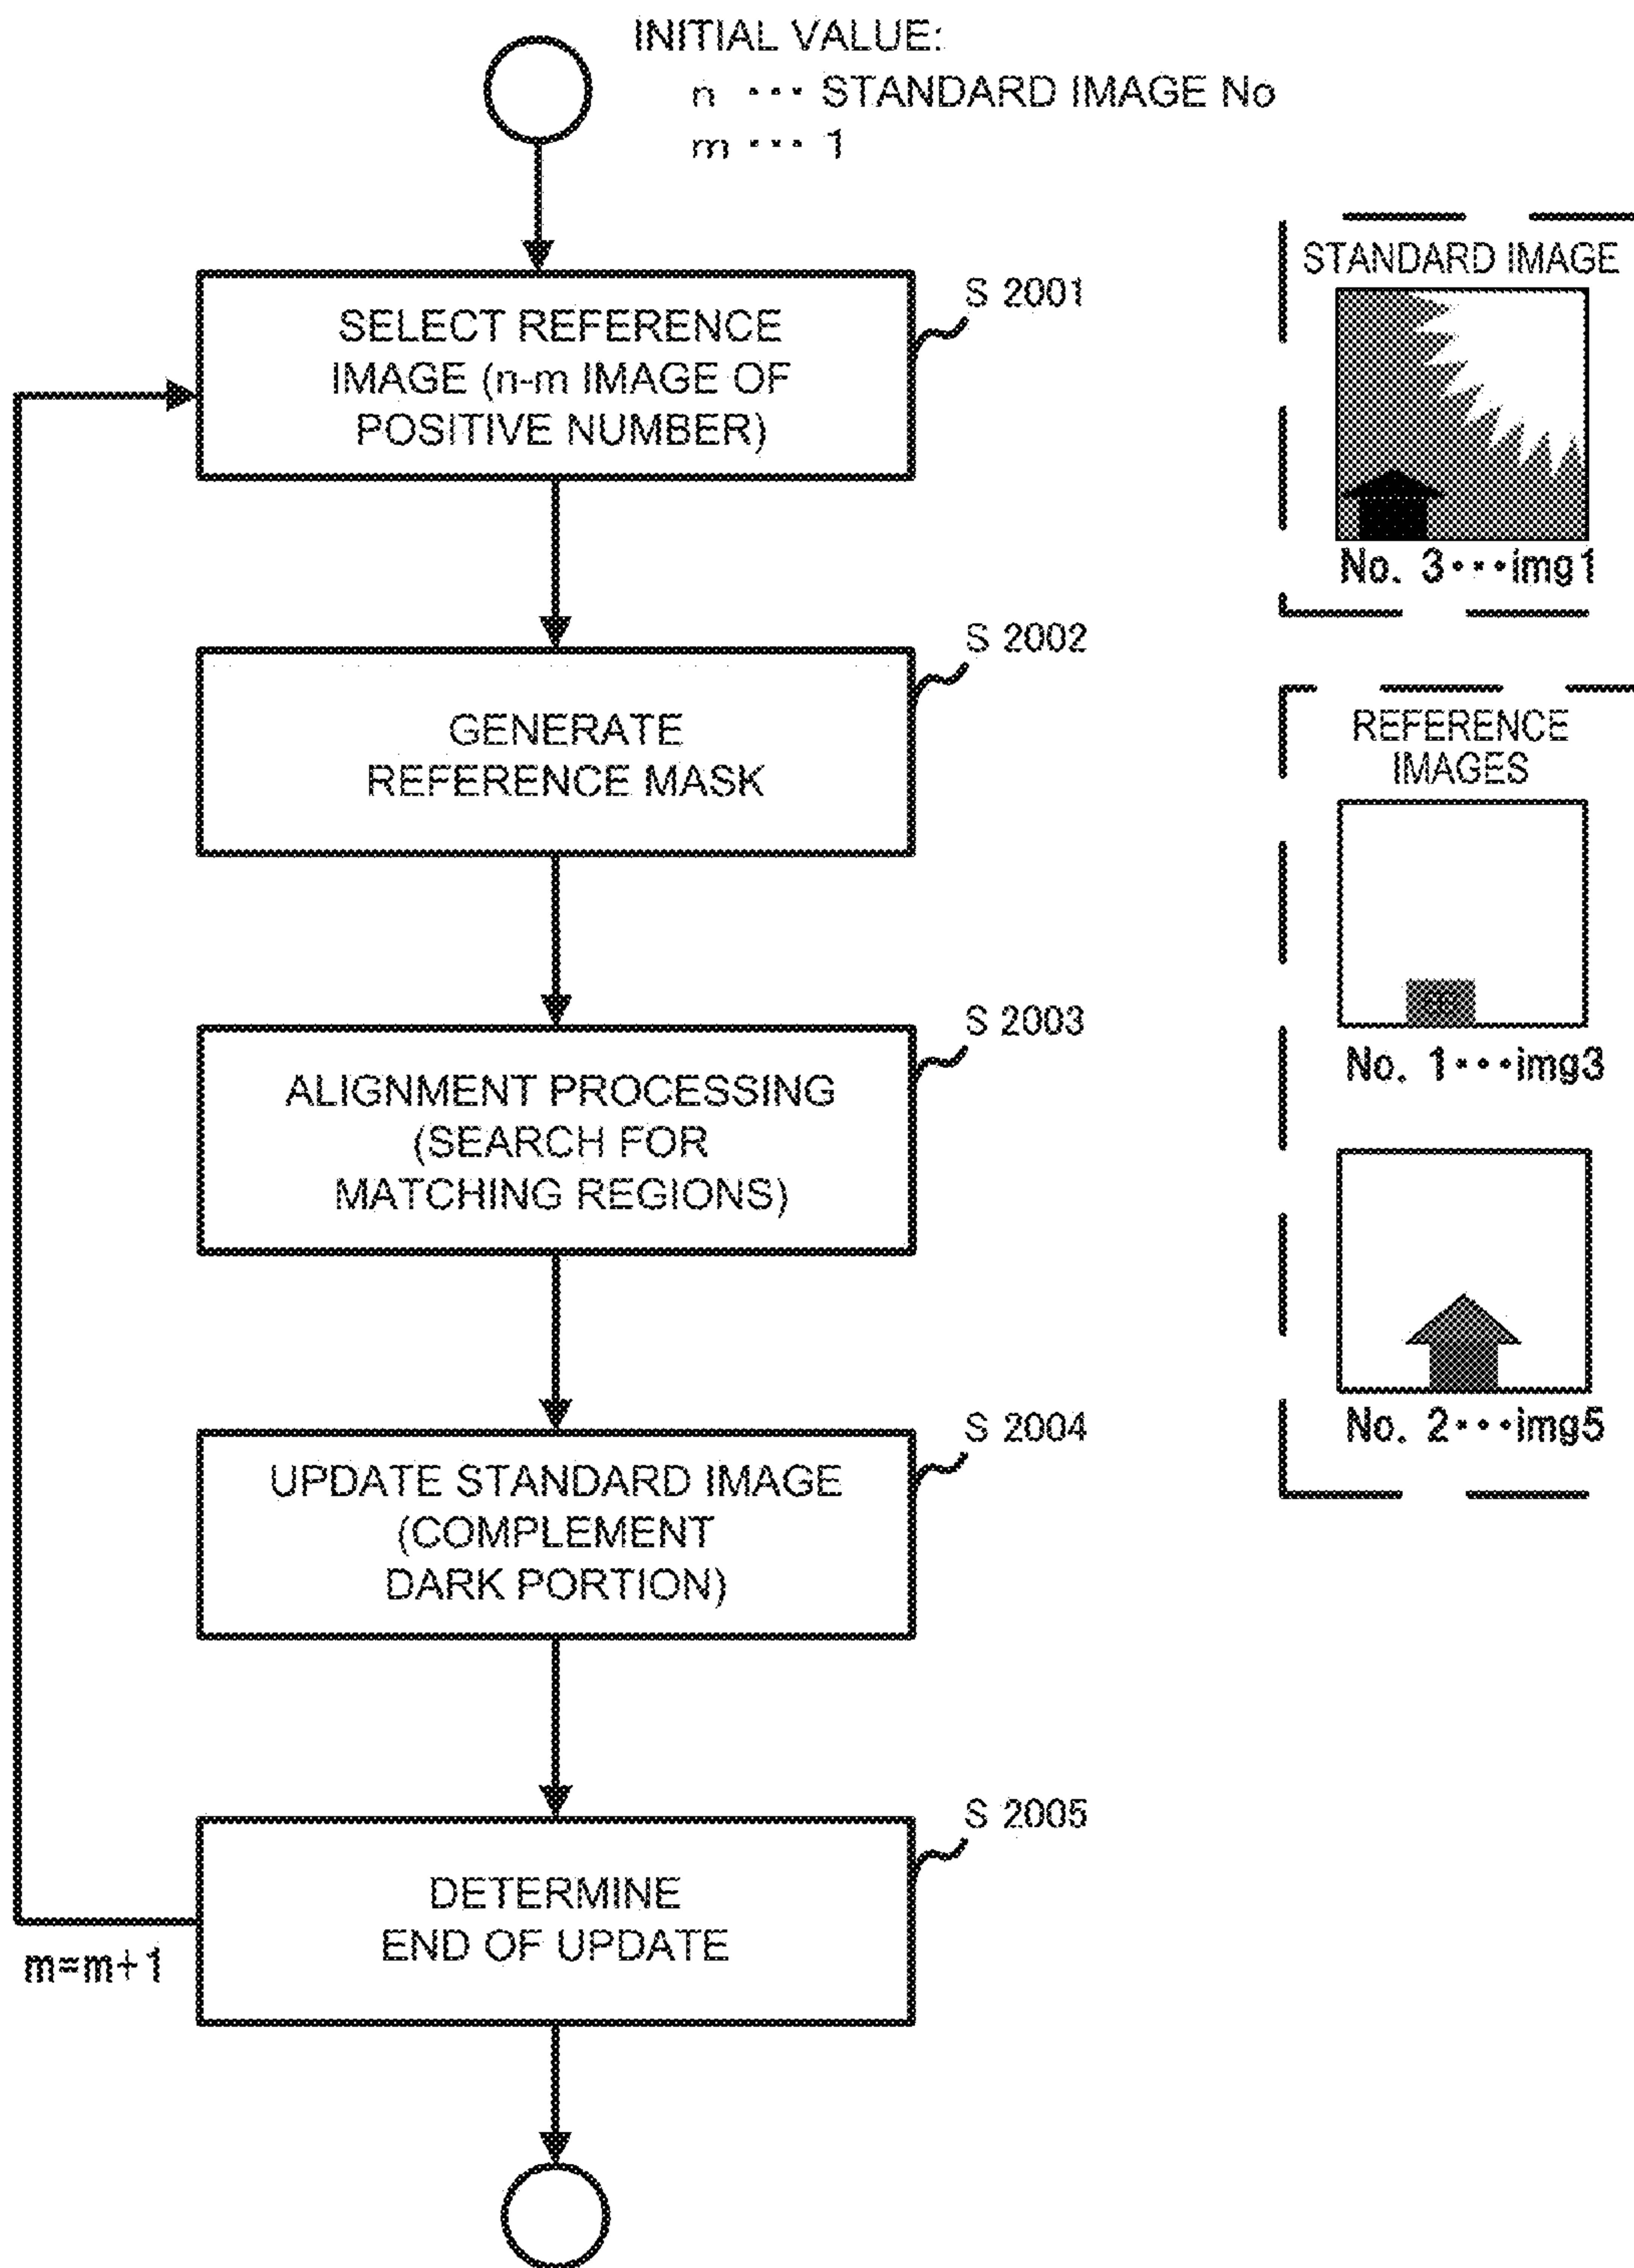 INITIAL VALUE:
n ··· STANDARD IMAGE No
m ··· 1
SELECT REFERENCE
IMAGE (n-m IMAGE OF
POSITIVE NUMBER)
S 2001
GENERATE
REFERENCE MASK
S 2002
ALIGNMENT PROCESSING
(SEARCH FOR
MATCHING REGIONS)
S 2003
UPDATE STANDARD IMAGE
(COMPLEMENT
DARK PORTION)
S 2004
DETERMINE
END OF UPDATE
S 2005
m=m+1
STANDARD IMAGE
No. 3···img1
REFERENCE
IMAGES
No. 1···img3
No. 2···img5